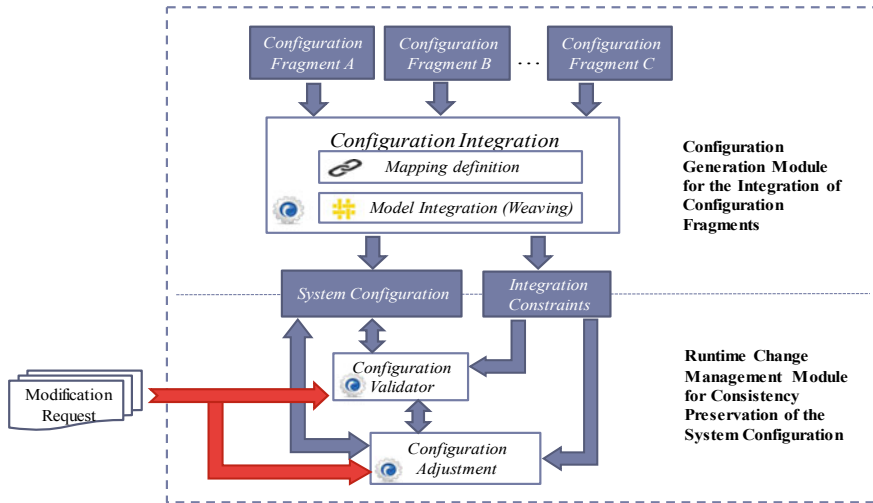 Configuration
Fragment A
Configuration
Fragment B
...
Configuration
Fragment C
Configuration Integration
Mapping definition
Model Integration (Weaving)
Configuration
Generation Module
for the Integration of
Configuration
Fragments
System Configuration
Integration
Constraints
Modification
Request
Configuration
Validator
Configuration
Adjustment
Runtime Change
Management Module
for Consistency
Preservation of the
System Configuration